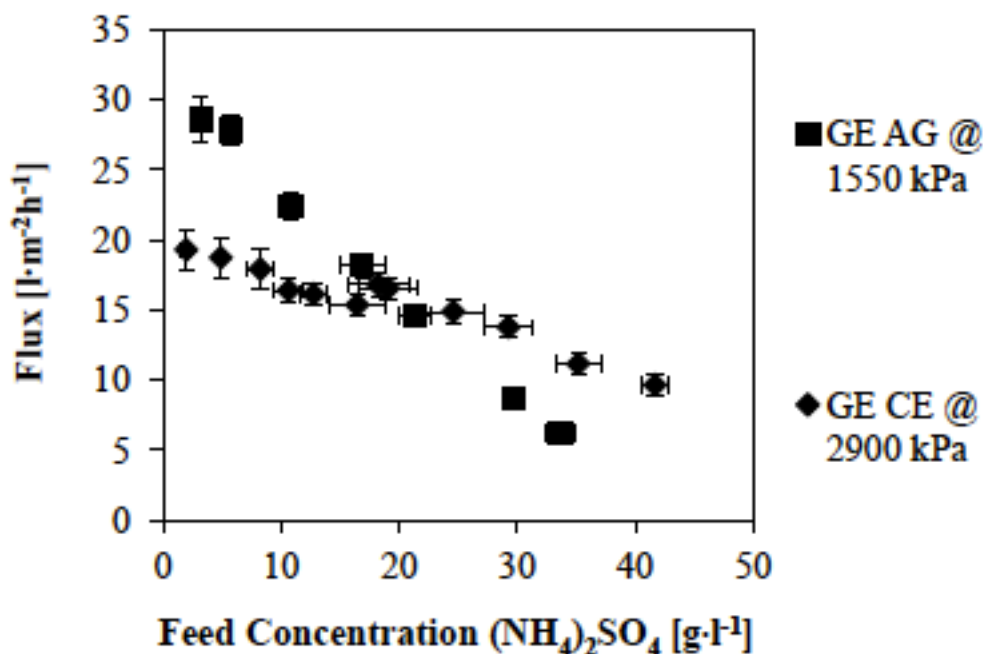 35
30
25
20
15
10
5
0
Flux [l·m⁻²h⁻¹]
0 10 20 30 40 50
Feed Concentration (NH₄)₂SO₄ [g·l⁻¹]
GE AG @
1550 kPa
GE CE @
2900 kPa